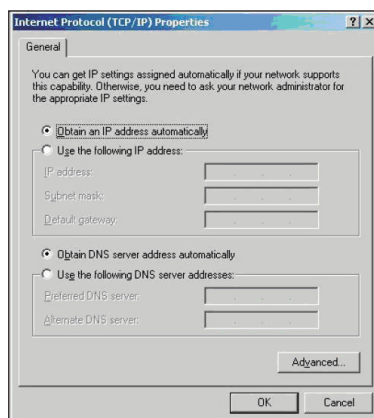 Internet Protocol (TCP/IP) Properties
General
You can get IP settings assigned automatically if your network supports
this capability. Otherwise, you need to ask your network administrator for
the appropriate IP settings.
Obtain an IP address automatically
Use the following IP address:
IP address:
Subnet mask:
Default gateway:
Obtain DNS server address automatically
Use the following DNS server addresses:
Preferred DNS server:
Alternate DNS server:
Advanced...
OK Cancel